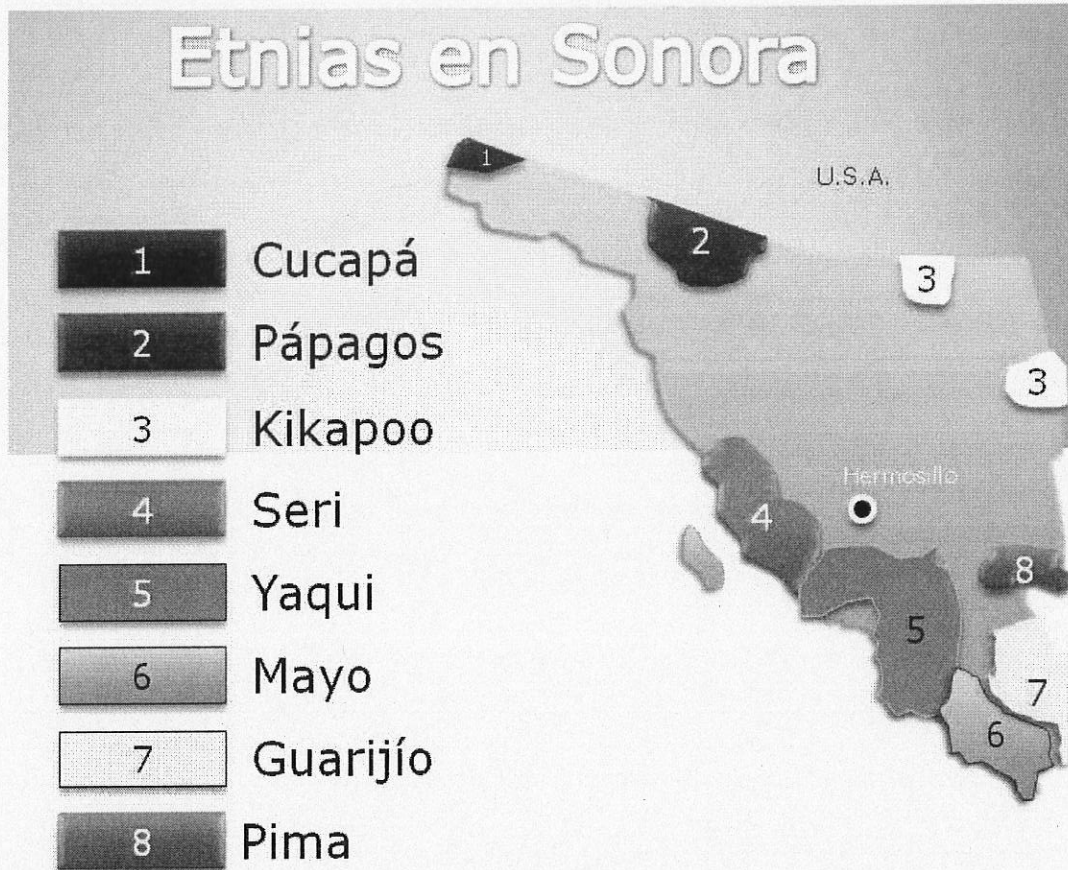 Etnias en Sonora
U.S.A.
1 Cucapá
2 Pápagos
3 Kikapoo
4 Seri
5 Yaqui
6 Mayo
7 Guarijío
8 Pima
1
2
3
3
Hermosillo
4
8
5
7
6